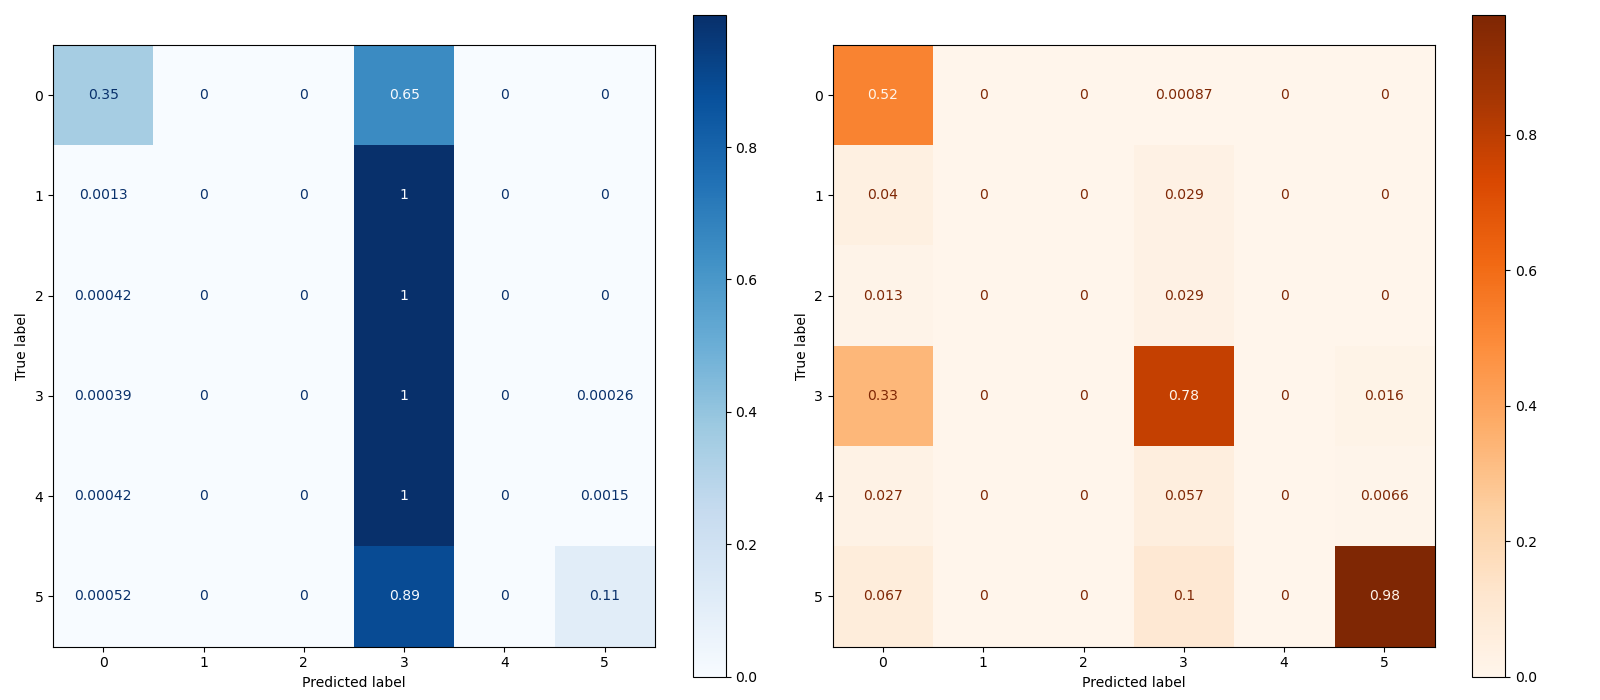 0 0.35 0 0 0.65 0 0
1 0.0013 0 0 1 0 0
2 0.00042 0 0 1 0 0
3 0.00039 0 0 1 0 0.00026
4 0.00042 0 0 1 0 0.0015
5 0.00052 0 0 0.89 0 0.11
0 1 2 3 4 5
Predicted label
True label
0.8
0.6
0.4
0.2
0.0
0 0.52 0 0 0.00087 0 0
1 0.04 0 0 0.029 0 0
2 0.013 0 0 0.029 0 0
3 0.33 0 0 0.78 0 0.016
4 0.027 0 0 0.057 0 0.0066
5 0.067 0 0 0.1 0 0.98
0 1 2 3 4 5
Predicted label
True label
0.8
0.6
0.4
0.2
0.0